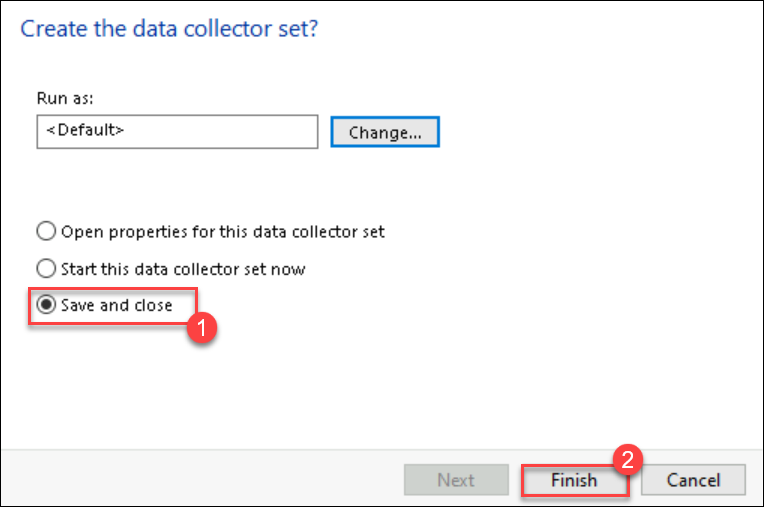 Create the data collector set?
Run as:
<Default>
Change...
Open properties for this data collector set
Start this data collector set now
Save and close
1
2
Next
Finish
Cancel